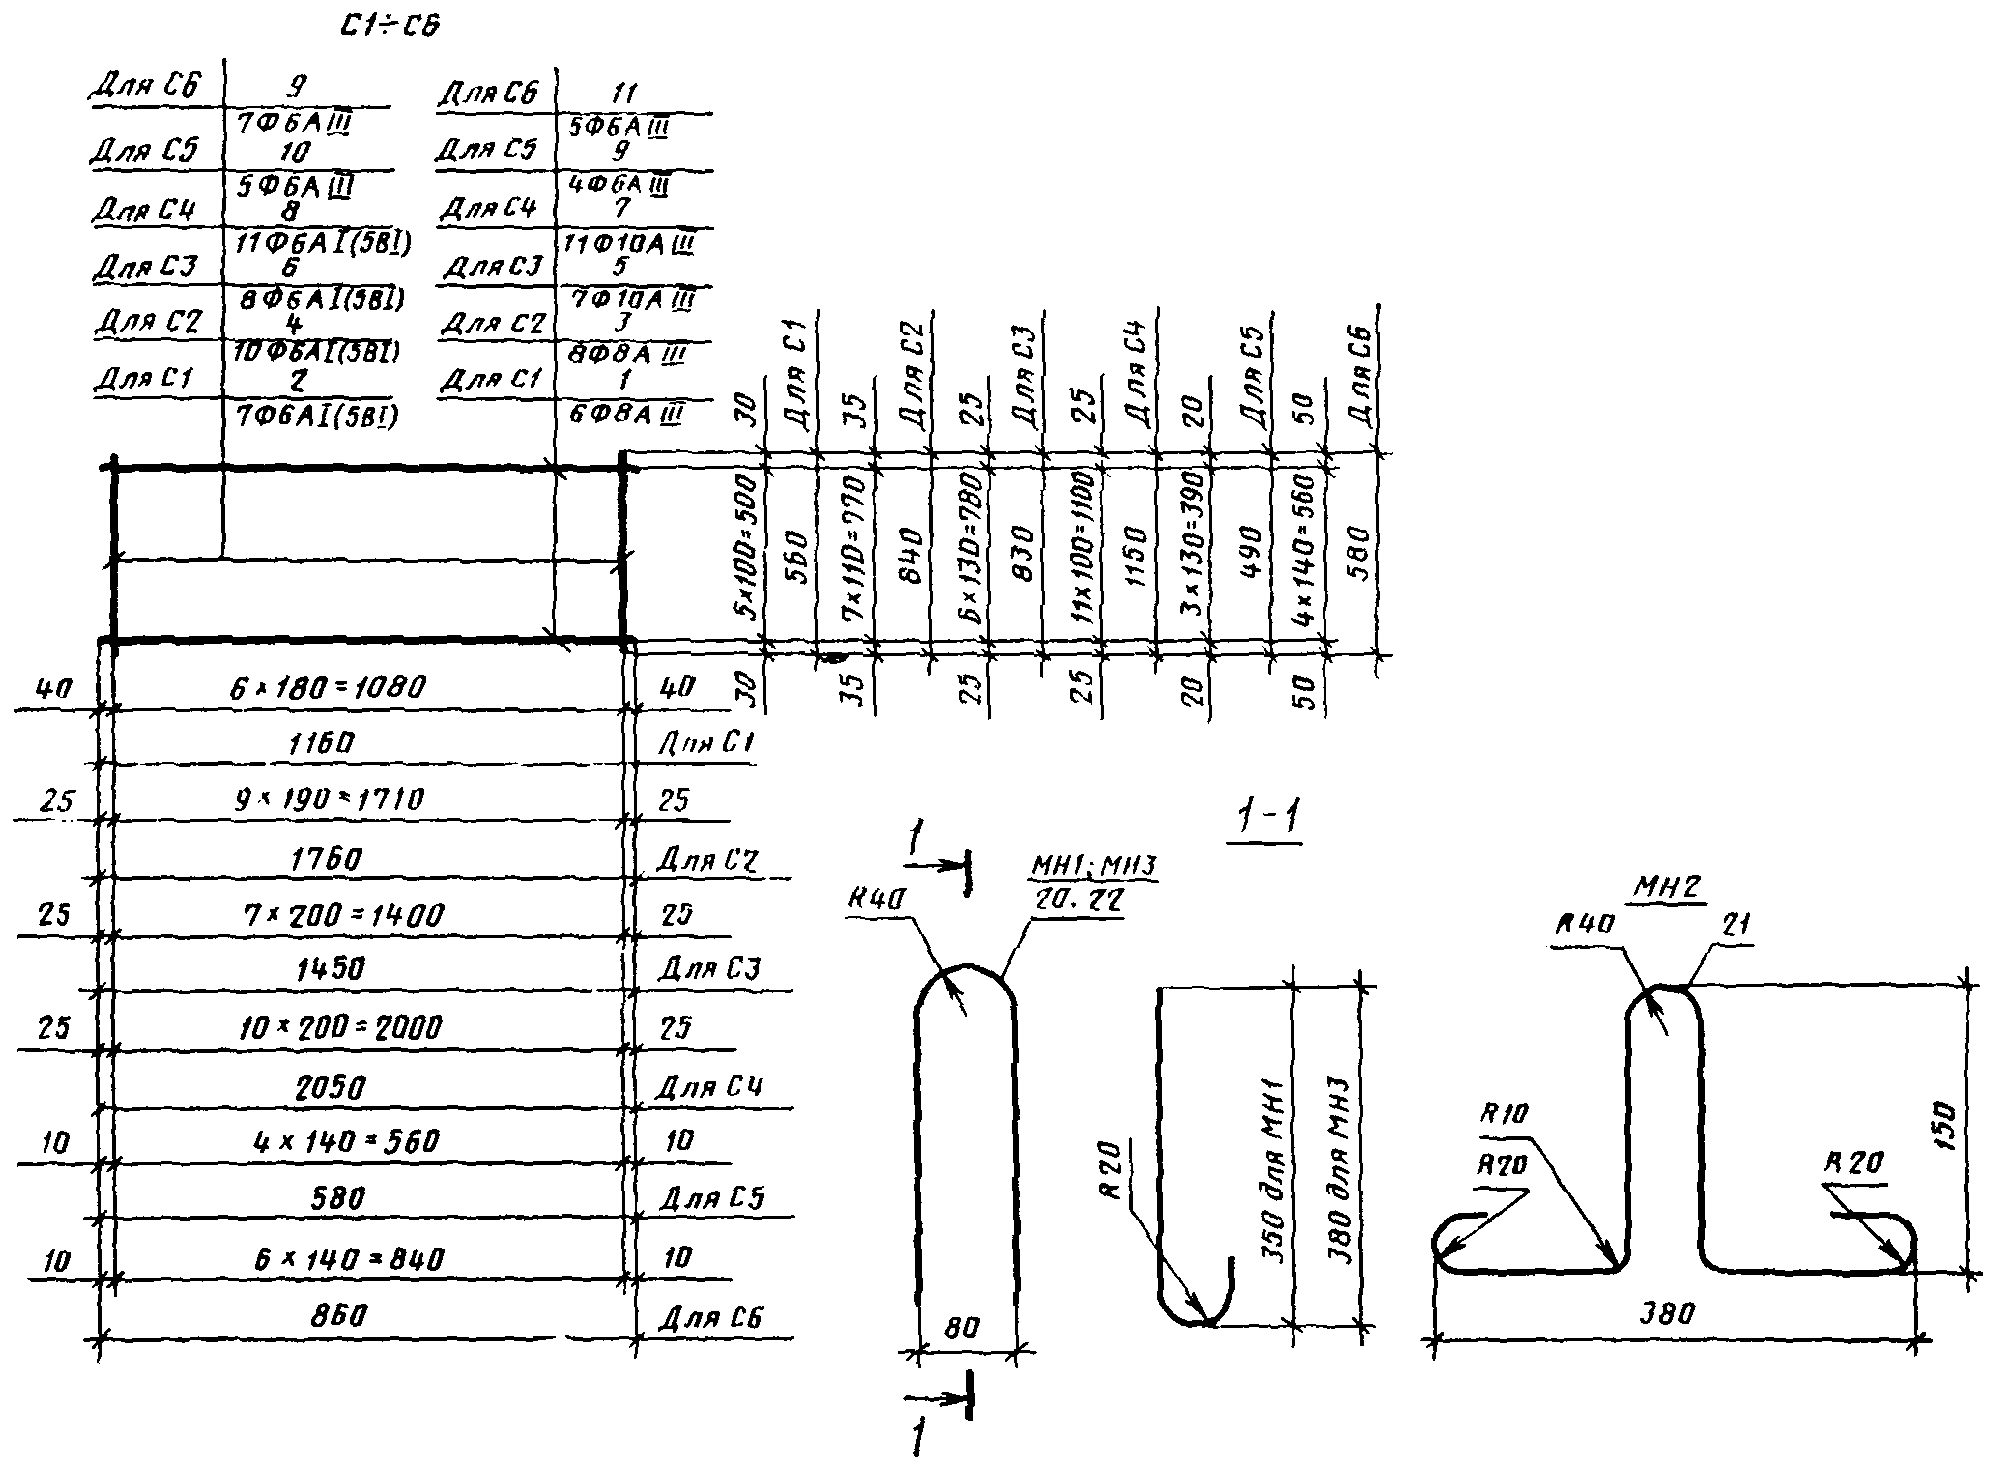 С1÷С6
Для С6 9
7Ф6АIII
Для С5 10
5Ф6АIII
Для С4 8
11Ф6АI(5ВI)
Для С3 6
8Ф6АI(5ВI)
Для С2 4
10Ф6АI(5ВI)
Для С1 2
7Ф6АI(5ВI)
Для С6 11
5Ф6АIII
Для С5 9
4Ф6АIII
Для С4 7
11Ф10АIII
Для С3 5
7Ф10АIII
Для С2 3
8Ф8АIII
Для С1 1
6Ф8АIII
30 5×100=500 30
Для С1 560
35 7×110=770 35
Для С2 840
25 6×130=780 25
Для С3 830
25 11×100=1100 25
Для С4 1150
20 3×130=390 20
Для С5 490
50 4×140=560 50
Для С6 580
40 6×180=1080 40
1160 Для С1
25 9×190=1710 25
1760 Для С2
25 7×200=1400 25
1450 Для С3
25 10×200=2000 25
2050 Для С4
10 4×140=560 10
580 Для С5
10 6×140=840 10
860 Для С6
1
R40
МН1; МН3
20. 22
80
1
1-1
R20
350 для МН1
380 для МН3
МН2
R40
21
R10
R20
R20
150
380